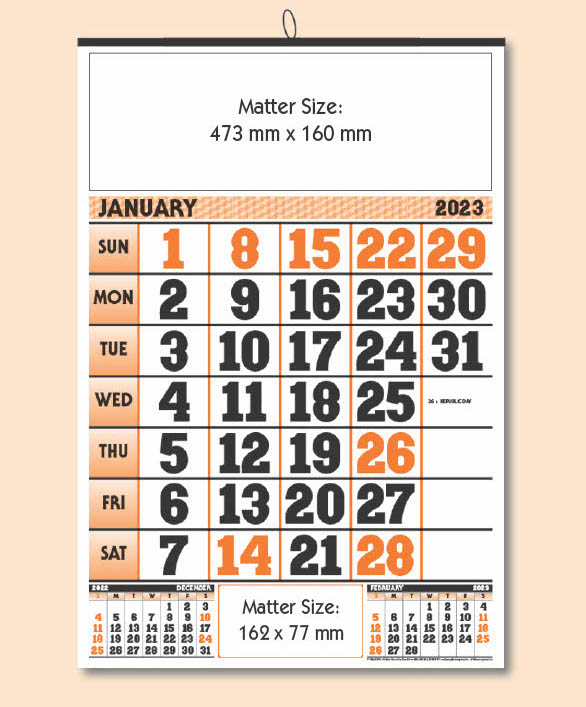 Matter Size:
473 mm x 160 mm
JANUARY 2023
SUN 1 8 15 22 29
MON 2 9 16 23 30
TUE 3 10 17 24 31
WED 4 11 18 25 26 : REPUBLIC DAY
THU 5 12 19 26
FRI 6 13 20 27
SAT 7 14 21 28
2022 DECEMBER
S M T W T F S
1 2 3
4 5 6 7 8 9 10
11 12 13 14 15 16 17
18 19 20 21 22 23 24
25 26 27 28 29 30 31
Matter Size:
162 x 77 mm
FEBRUARY 2023
S M T W T F S
1 2 3 4
5 6 7 8 9 10 11
12 13 14 15 16 17 18
19 20 21 22 23 24 25
26 27 28